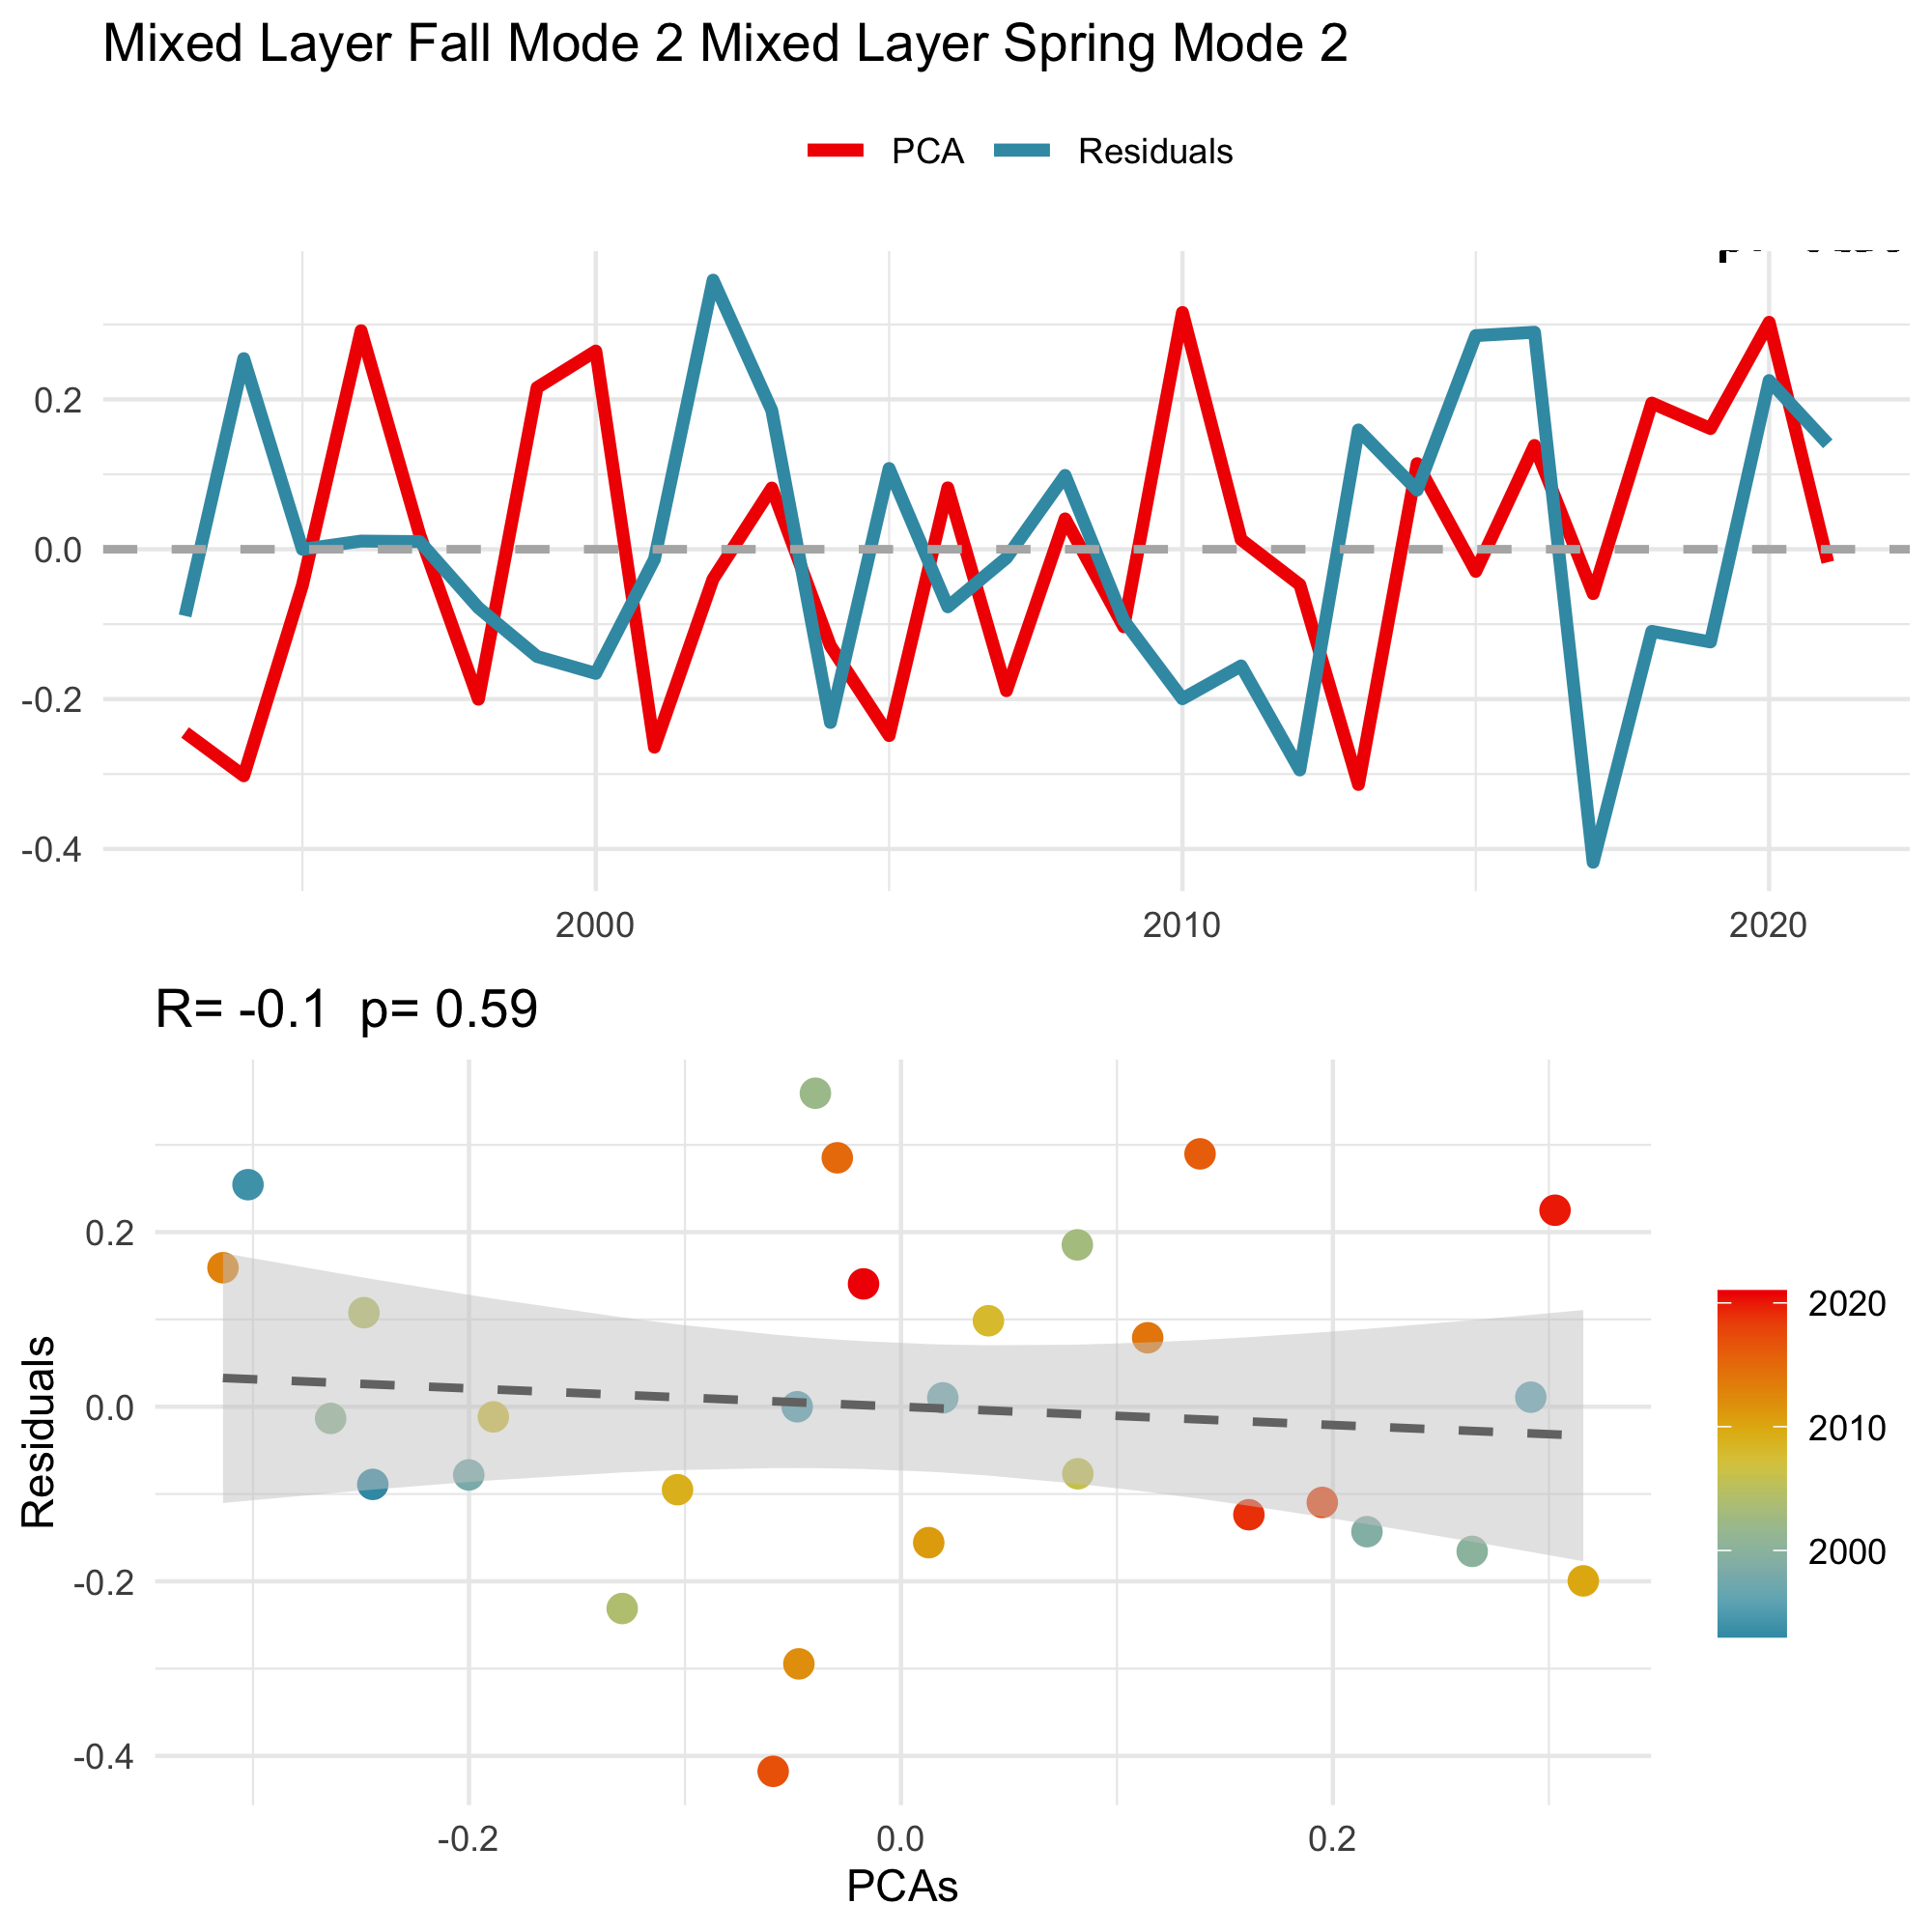 Mixed Layer Fall Mode 2 Mixed Layer Spring Mode 2
PCA Residuals
0.2
0.0
-0.2
-0.4
2000 2010 2020
R= -0.1 p= 0.59
Residuals
0.2
0.0
-0.2
-0.4
-0.2 0.0 0.2
PCAs
2020
2010
2000